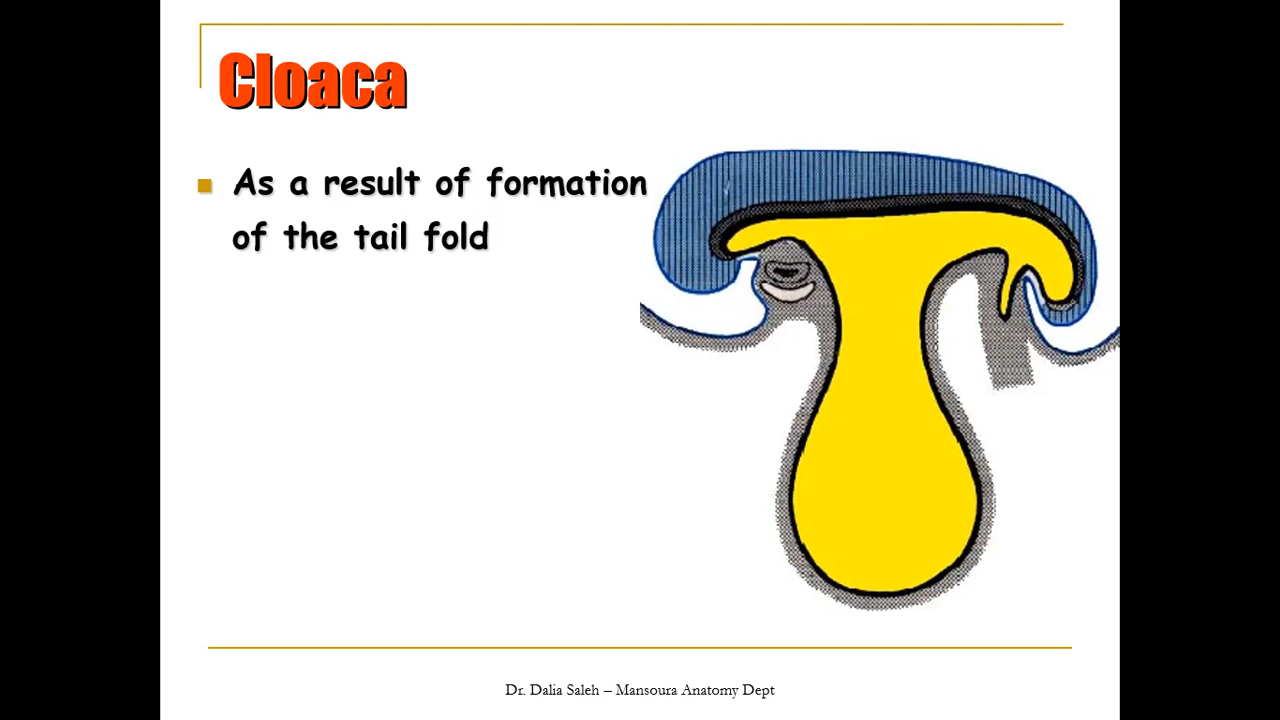 Cloaca
As a result of formation
of the tail fold
Dr. Dalia Saleh – Mansoura Anatomy Dept